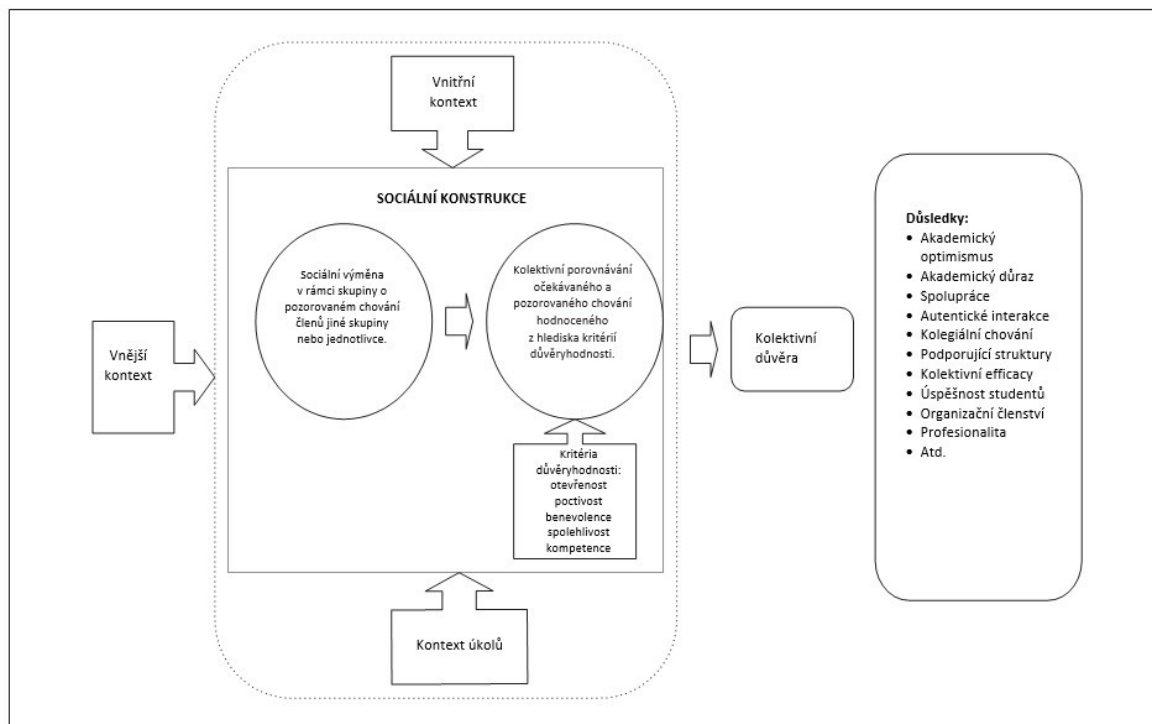 Vnitřní
kontext
SOCIÁLNÍ KONSTRUKCE
Sociální výměna
v rámci skupiny o
pozorovaném chování
členů jiné skupiny
nebo jednotlivce.
Kolektivní porovnávání
očekávaného a
pozorovaného chování
hodnoceného
z hlediska kritérií
důvěryhodnosti.
Vnější
kontext
Kritéria
důvěryhodnosti:
otevřenost
poctivost
benevolence
spolehlivost
kompetence
Kontext úkolů
Kolektivní
důvěra
Důsledky:
• Akademický
optimismus
• Akademický důraz
• Spolupráce
• Autentické interakce
• Kolegiální chování
• Podporující struktury
• Kolektivní efficacy
• Úspěšnost studentů
• Organizační členství
• Profesionalita
• Atd.